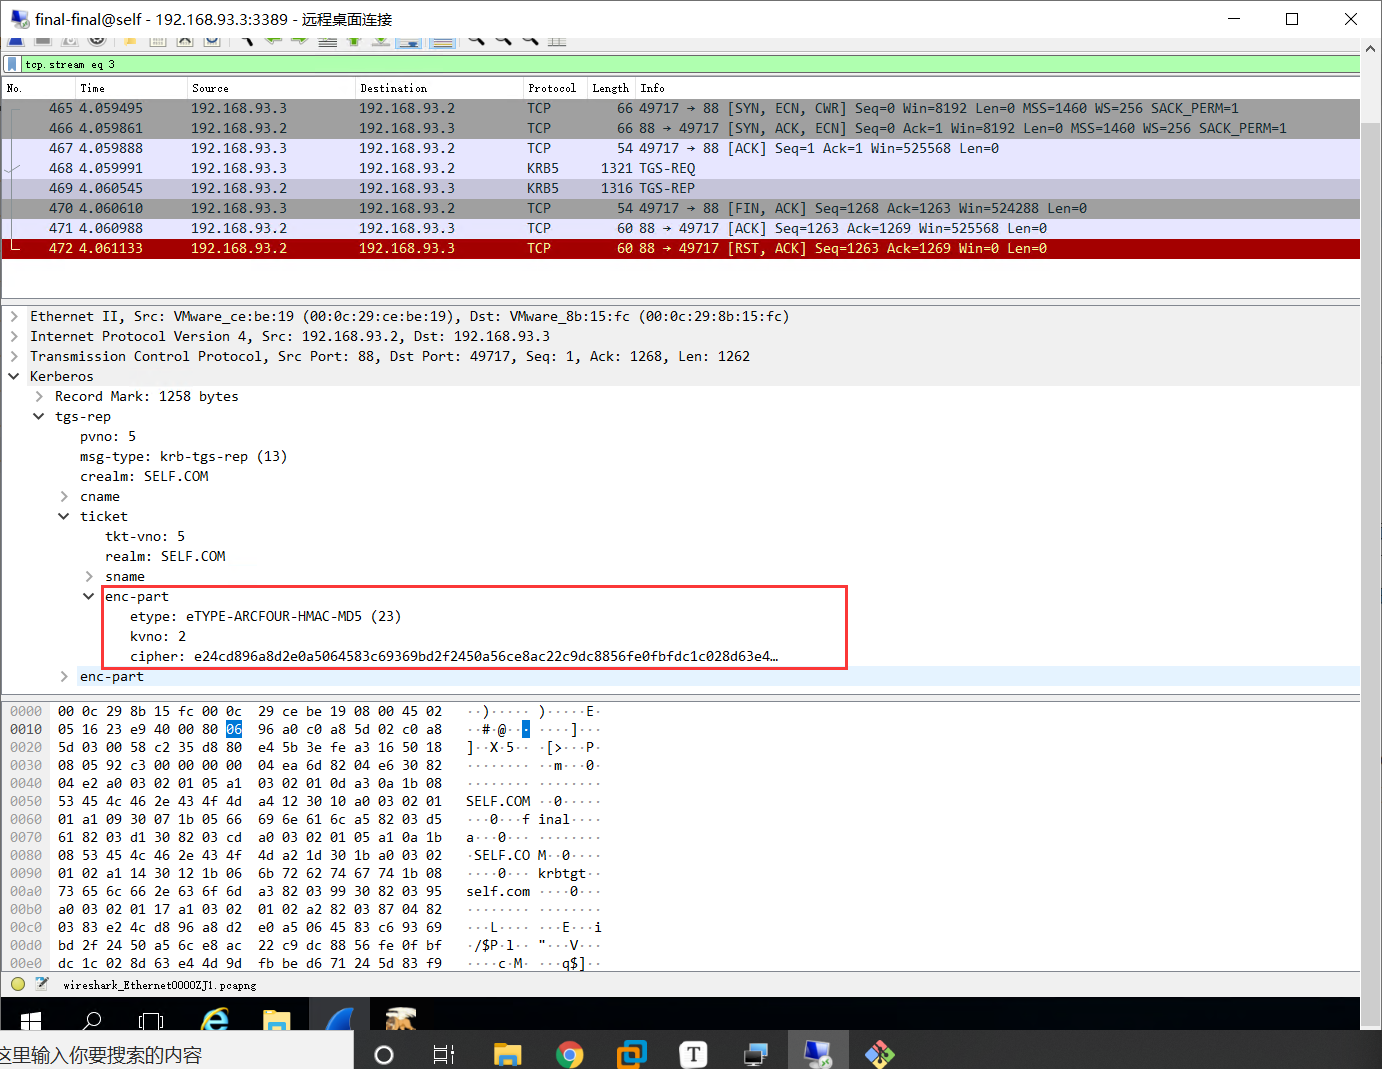 final-final@self - 192.168.93.3:3389 - 远程桌面连接
tcp.stream eq 3
No. Time Source Destination Protocol Length Info
465 4.059495 192.168.93.3 192.168.93.2 TCP 66 49717 → 88 [SYN, ECN, CWR] Seq=0 Win=8192 Len=0 MSS=1460 WS=256 SACK_PERM=1
466 4.059861 192.168.93.2 192.168.93.3 TCP 66 88 → 49717 [SYN, ACK, ECN] Seq=0 Ack=1 Win=8192 Len=0 MSS=1460 WS=256 SACK_PERM=1
467 4.059888 192.168.93.3 192.168.93.2 TCP 54 49717 → 88 [ACK] Seq=1 Ack=1 Win=525568 Len=0
468 4.059991 192.168.93.3 192.168.93.2 KRB5 1321 TGS-REQ
469 4.060545 192.168.93.2 192.168.93.3 KRB5 1316 TGS-REP
470 4.060610 192.168.93.3 192.168.93.2 TCP 54 49717 → 88 [FIN, ACK] Seq=1268 Ack=1263 Win=524288 Len=0
471 4.060988 192.168.93.2 192.168.93.3 TCP 60 88 → 49717 [ACK] Seq=1263 Ack=1269 Win=525568 Len=0
472 4.061133 192.168.93.2 192.168.93.3 TCP 60 88 → 49717 [RST, ACK] Seq=1263 Ack=1269 Win=0 Len=0
Ethernet II, Src: VMware_ce:be:19 (00:0c:29:ce:be:19), Dst: VMware_8b:15:fc (00:0c:29:8b:15:fc)
Internet Protocol Version 4, Src: 192.168.93.2, Dst: 192.168.93.3
Transmission Control Protocol, Src Port: 88, Dst Port: 49717, Seq: 1, Ack: 1268, Len: 1262
Kerberos
Record Mark: 1258 bytes
tgs-rep
pvno: 5
msg-type: krb-tgs-rep (13)
crealm: SELF.COM
cname
ticket
tkt-vno: 5
realm: SELF.COM
sname
enc-part
etype: eTYPE-ARCFOUR-HMAC-MD5 (23)
kvno: 2
cipher: e24cd896a8d2e0a5064583c69369bd2f2450a56ce8ac22c9dc8856fe0fbfdc1c028d63e4…
enc-part
0000 00 0c 29 8b 15 fc 00 0c 29 ce be 19 08 00 45 02 ··)····· )·····E·
0010 05 16 23 e9 40 00 80 06 96 a0 c0 a8 5d 02 c0 a8 ··#·@··· ····]···
0020 5d 03 00 58 c2 35 d8 80 e4 5b 3e fe a3 16 50 18 ]··X·5·· ·[>···P·
0030 08 05 92 c3 00 00 00 00 04 ea 6d 82 04 e6 30 82 ········ ··m···0·
0040 04 e2 a0 03 02 01 05 a1 03 02 01 0d a3 0a 1b 08 ········ ········
0050 53 45 4c 46 2e 43 4f 4d a4 12 30 10 a0 03 02 01 SELF.COM ··0·····
0060 01 a1 09 30 07 1b 05 66 69 6e 61 6c a5 82 03 d5 ···0···f inal····
0070 61 82 03 d1 30 82 03 cd a0 03 02 01 05 a1 0a 1b a···0··· ········
0080 08 53 45 4c 46 2e 43 4f 4d a2 1d 30 1b a0 03 02 ·SELF.CO M··0····
0090 01 02 a1 14 30 12 1b 06 6b 72 62 74 67 74 1b 08 ····0··· krbtgt··
00a0 73 65 6c 66 2e 63 6f 6d a3 82 03 99 30 82 03 95 self.com ····0···
00b0 a0 03 02 01 17 a1 03 02 01 02 a2 82 03 87 04 82 ········ ········
00c0 03 83 e2 4c d8 96 a8 d2 e0 a5 06 45 83 c6 93 69 ···L···· ···E···i
00d0 bd 2f 24 50 a5 6c e8 ac 22 c9 dc 88 56 fe 0f bf ·/$P·l·· "···V···
00e0 dc 1c 02 8d 63 e4 4d 9d fb be d6 71 24 5d 83 f9 ····c·M· ···q$]··
wireshark_Ethernet0000ZJ1.pcapng
这里输入你要搜索的内容
T